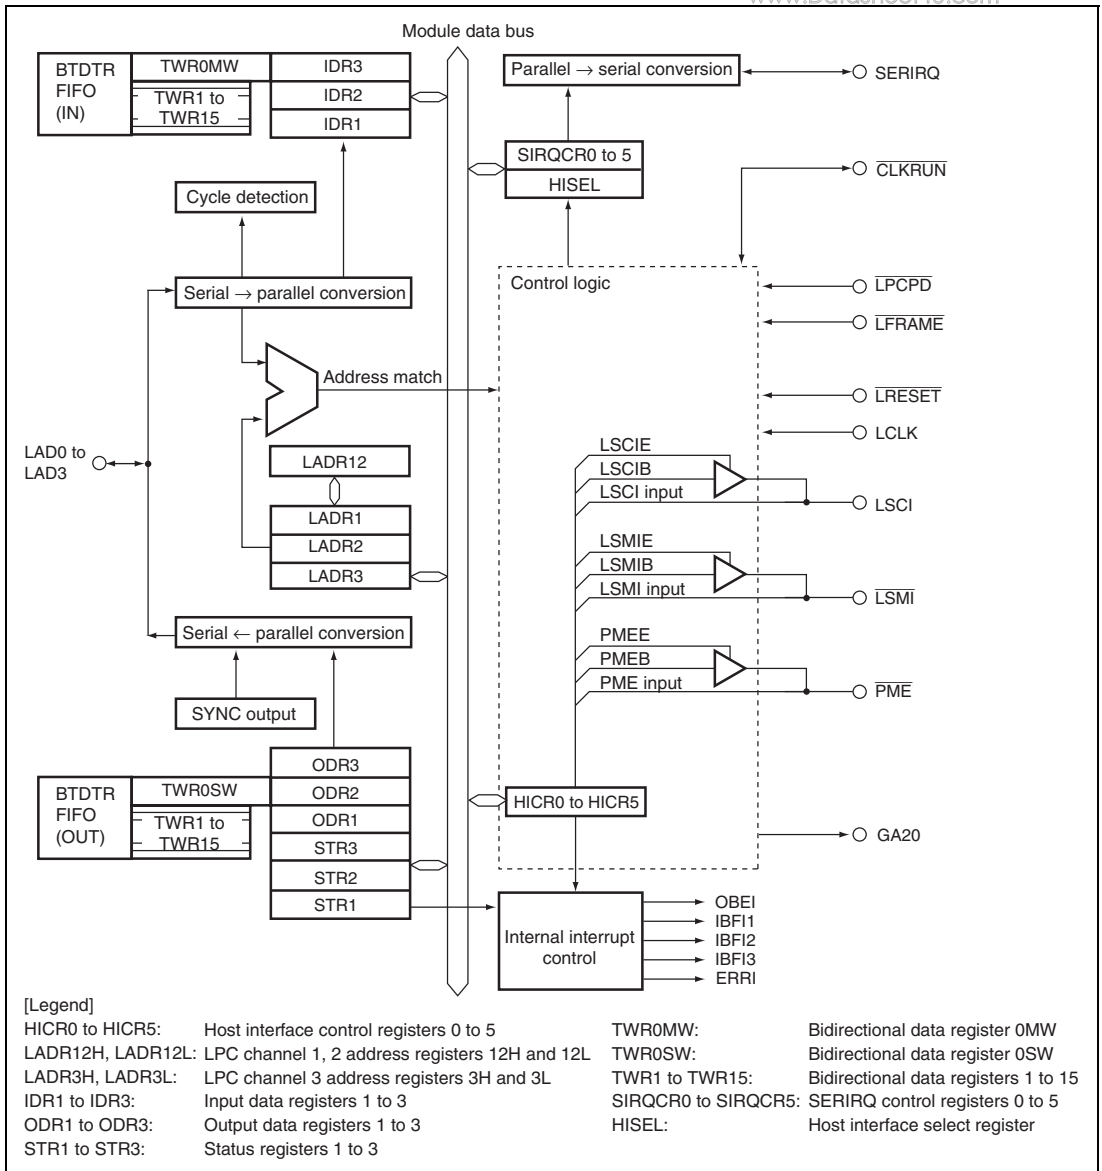 www.DataSheet4U.com
Module data bus
BTDTR
FIFO
(IN)
TWR0MW
TWR1 to
TWR15
IDR3
IDR2
IDR1
Parallel → serial conversion
SERIRQ
SIRQCR0 to 5
HISEL
CLKRUN
Cycle detection
Serial → parallel conversion
Control logic
LPCPD
LFRAME
Address match
LRESET
LCLK
LAD0 to
LAD3
LADR12
LADR1
LADR2
LADR3
LSCIE
LSCIB
LSCI input
LSCI
LSMIE
LSMIB
LSMI input
LSMI
Serial ← parallel conversion
PMEE
PMEB
PME input
PME
SYNC output
BTDTR
FIFO
(OUT)
TWR0SW
TWR1 to
TWR15
ODR3
ODR2
ODR1
STR3
STR2
STR1
HICR0 to HICR5
GA20
Internal interrupt
control
OBEI
IBFI1
IBFI2
IBFI3
ERRI
[Legend]
HICR0 to HICR5: Host interface control registers 0 to 5
LADR12H, LADR12L: LPC channel 1, 2 address registers 12H and 12L
LADR3H, LADR3L: LPC channel 3 address registers 3H and 3L
IDR1 to IDR3: Input data registers 1 to 3
ODR1 to ODR3: Output data registers 1 to 3
STR1 to STR3: Status registers 1 to 3
TWR0MW: Bidirectional data register 0MW
TWR0SW: Bidirectional data register 0SW
TWR1 to TWR15: Bidirectional data registers 1 to 15
SIRQCR0 to SIRQCR5: SERIRQ control registers 0 to 5
HISEL: Host interface select register